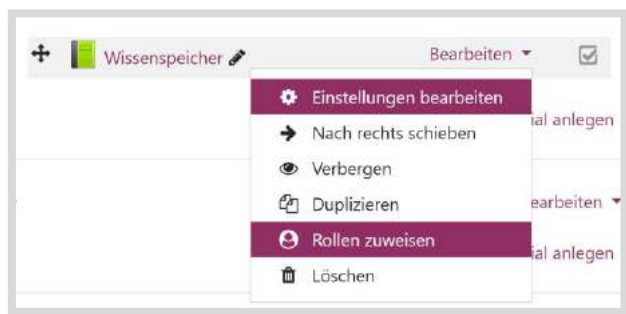 Wissenspeicher Bearbeiten
Einstellungen bearbeiten
ial anlegen
Nach rechts schieben
Verbergen
Duplizieren
earbeiten
Rollen zuweisen
ial anlegen
Löschen